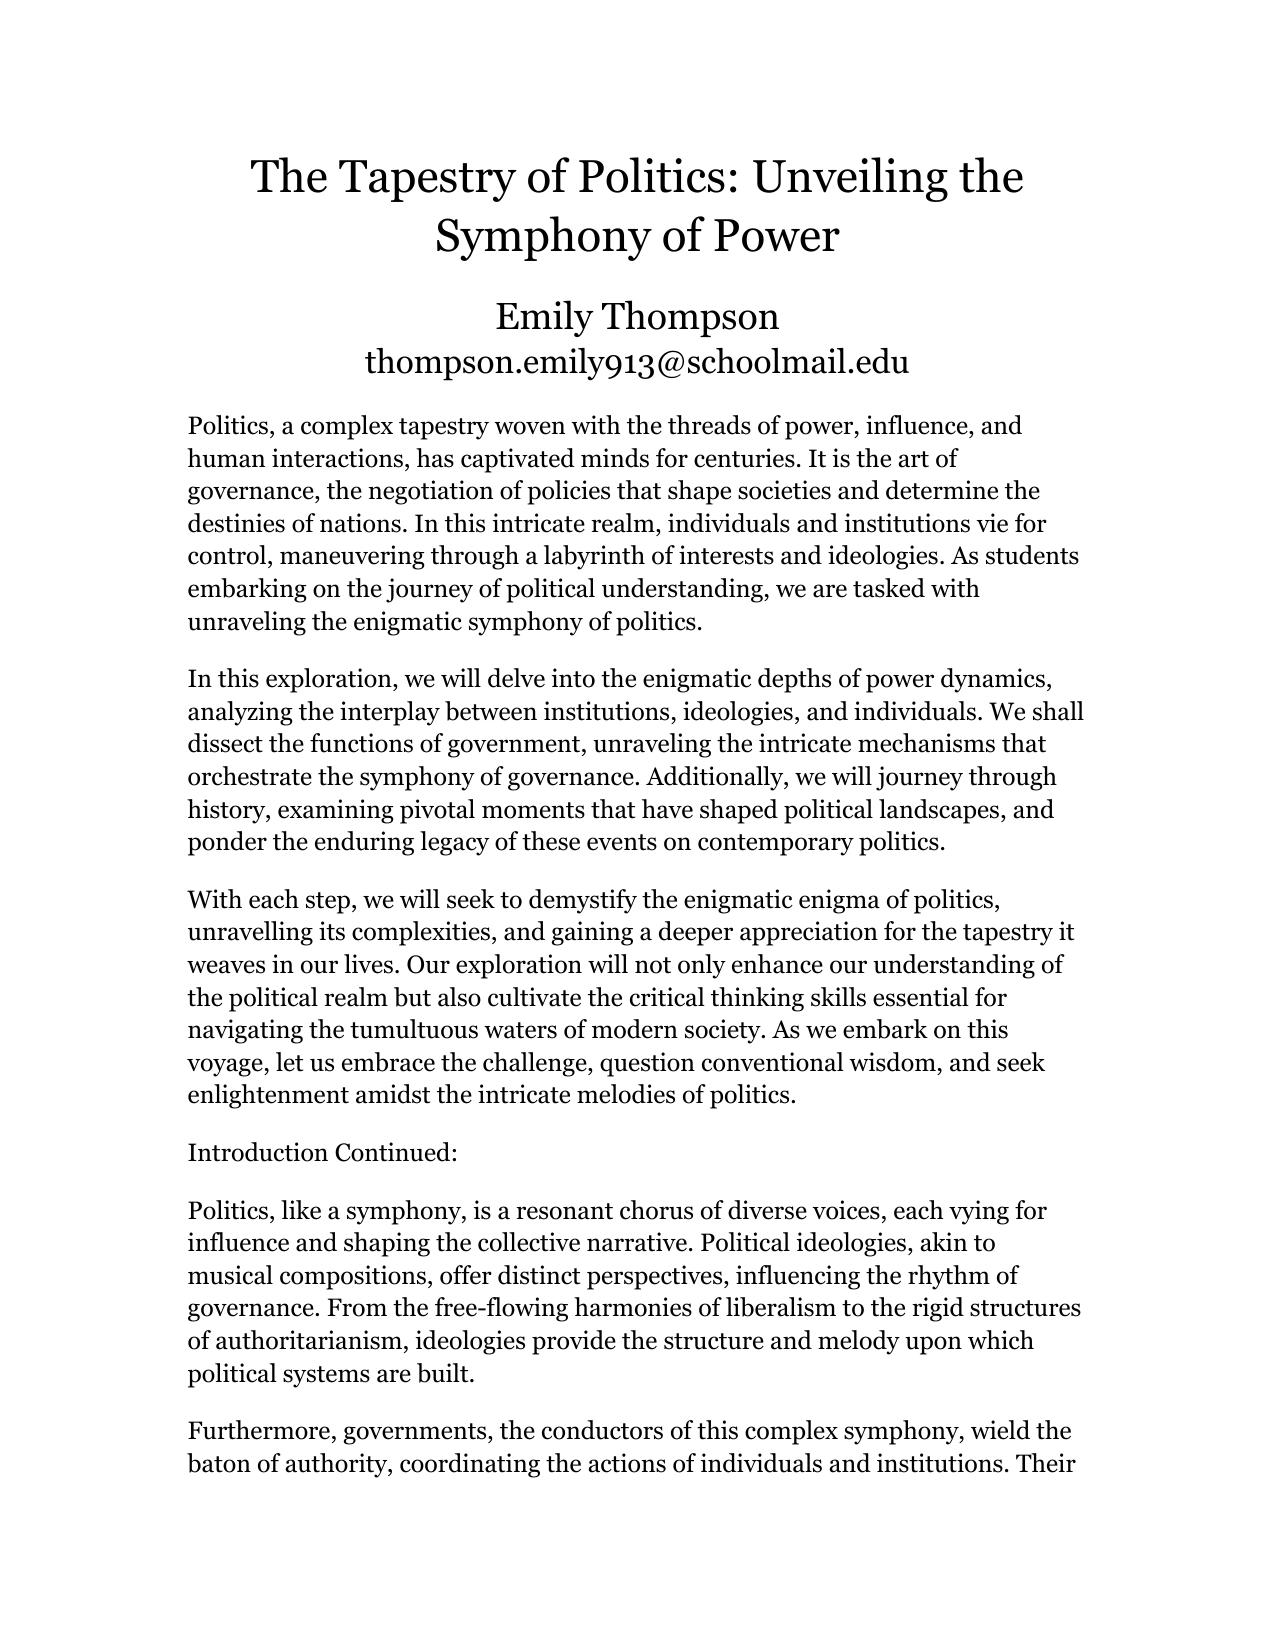 The Tapestry of Politics: Unveiling the
Symphony of Power
Emily Thompson
thompson.emily913@schoolmail.edu
Politics, a complex tapestry woven with the threads of power, influence, and
human interactions, has captivated minds for centuries. It is the art of
governance, the negotiation of policies that shape societies and determine the
destinies of nations. In this intricate realm, individuals and institutions vie for
control, maneuvering through a labyrinth of interests and ideologies. As students
embarking on the journey of political understanding, we are tasked with
unraveling the enigmatic symphony of politics.
In this exploration, we will delve into the enigmatic depths of power dynamics,
analyzing the interplay between institutions, ideologies, and individuals. We shall
dissect the functions of government, unraveling the intricate mechanisms that
orchestrate the symphony of governance. Additionally, we will journey through
history, examining pivotal moments that have shaped political landscapes, and
ponder the enduring legacy of these events on contemporary politics.
With each step, we will seek to demystify the enigmatic enigma of politics,
unravelling its complexities, and gaining a deeper appreciation for the tapestry it
weaves in our lives. Our exploration will not only enhance our understanding of
the political realm but also cultivate the critical thinking skills essential for
navigating the tumultuous waters of modern society. As we embark on this
voyage, let us embrace the challenge, question conventional wisdom, and seek
enlightenment amidst the intricate melodies of politics.
Introduction Continued:
Politics, like a symphony, is a resonant chorus of diverse voices, each vying for
influence and shaping the collective narrative. Political ideologies, akin to
musical compositions, offer distinct perspectives, influencing the rhythm of
governance. From the free-flowing harmonies of liberalism to the rigid structures
of authoritarianism, ideologies provide the structure and melody upon which
political systems are built.
Furthermore, governments, the conductors of this complex symphony, wield the
baton of authority, coordinating the actions of individuals and institutions. Their